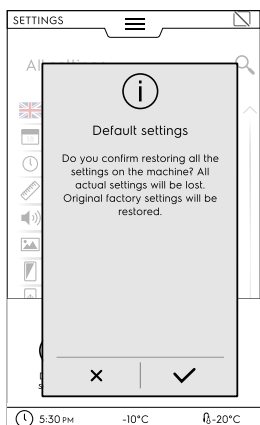 SETTINGS
Default settings
Do you confirm restoring all the
settings on the machine? All
actual settings will be lost.
Original factory settings will be
restored.
5:30 PM -10°C -20°C